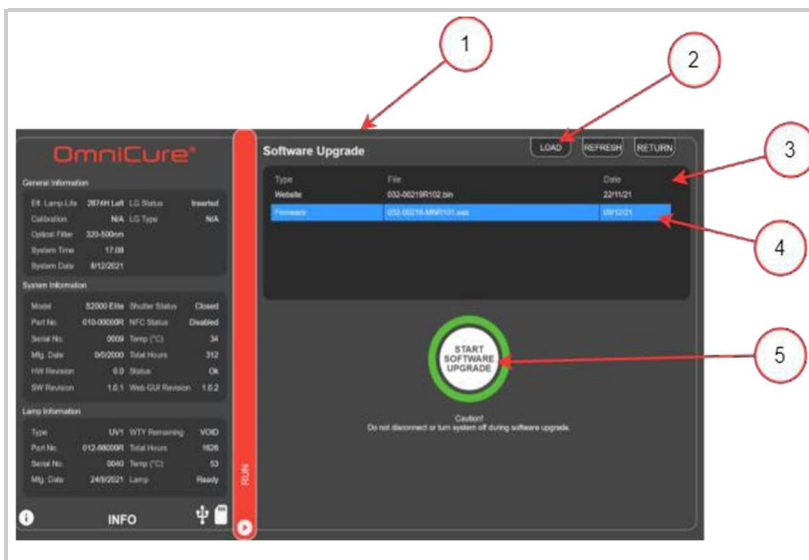 1
2
3
4
5
OmniCure®
General Information
Eff. Lamp Life 2874H Left LG Status Inserted
Calibration N/A LG Type N/A
Optical Filter 320-500nm
System Time 17:08
System Date 8/12/2021
System Information
Model S2000 Elite Shutter Status Closed
Part No. 010-00000R NFC Status Disabled
Serial No. 0009 Temp (°C) 34
Mfg. Date 0/0/2000 Total Hours 312
HW Revision 0.0 Status Ok
SW Revision 1.0.1 Web GUI Revision 1.0.2
Lamp Information
Type UV1 WTY Remaining VOID
Part No. 012-68000R Total Hours 1626
Serial No. 0040 Temp (°C) 53
Mfg. Date 24/9/2021 Lamp Ready
INFO
RUN
Software Upgrade
LOAD REFRESH RETURN
Type File Date
Website 032-00219R102.bin 22/11/21
Firmware
START
SOFTWARE
UPGRADE
Caution!
Do not disconnect or turn system off during software upgrade.